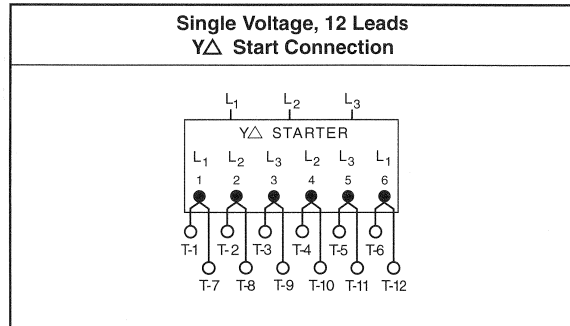 Single Voltage, 12 Leads
Y△ Start Connection
L₁ L₂ L₃
Y△ STARTER
L₁ L₂ L₃ L₂ L₃ L₁
1 2 3 4 5 6
T-1 T-2 T-3 T-4 T-5 T-6
T-7 T-8 T-9 T-10 T-11 T-12